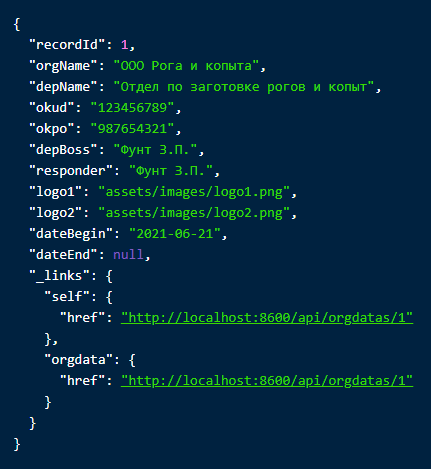 {
"recordId": 1,
"orgName": "ООО Рога и копыта",
"depName": "Отдел по заготовке рогов и копыт",
"okud": "123456789",
"okpo": "987654321",
"depBoss": "Фунт З.П.",
"responder": "Фунт З.П.",
"logo1": "assets/images/logo1.png",
"logo2": "assets/images/logo2.png",
"dateBegin": "2021-06-21",
"dateEnd": null,
"_links": {
"self": {
"href": "http://localhost:8600/api/orgdatas/1"
},
"orgdata": {
"href": "http://localhost:8600/api/orgdatas/1"
}
}
}